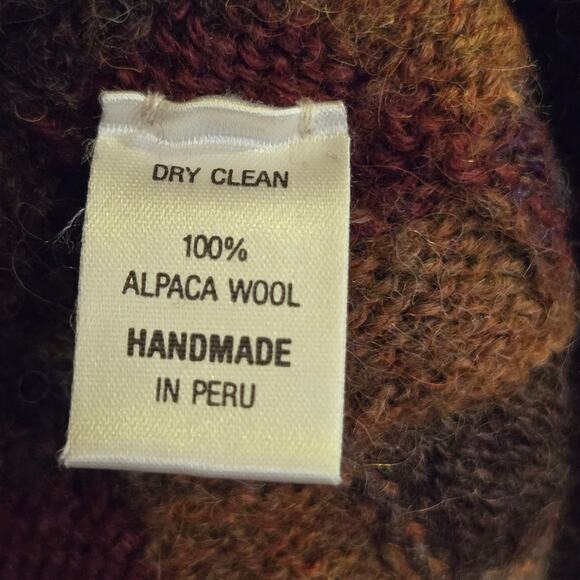 DRY CLEAN
100%
ALPACA WOOL
HANDMADE
IN PERU